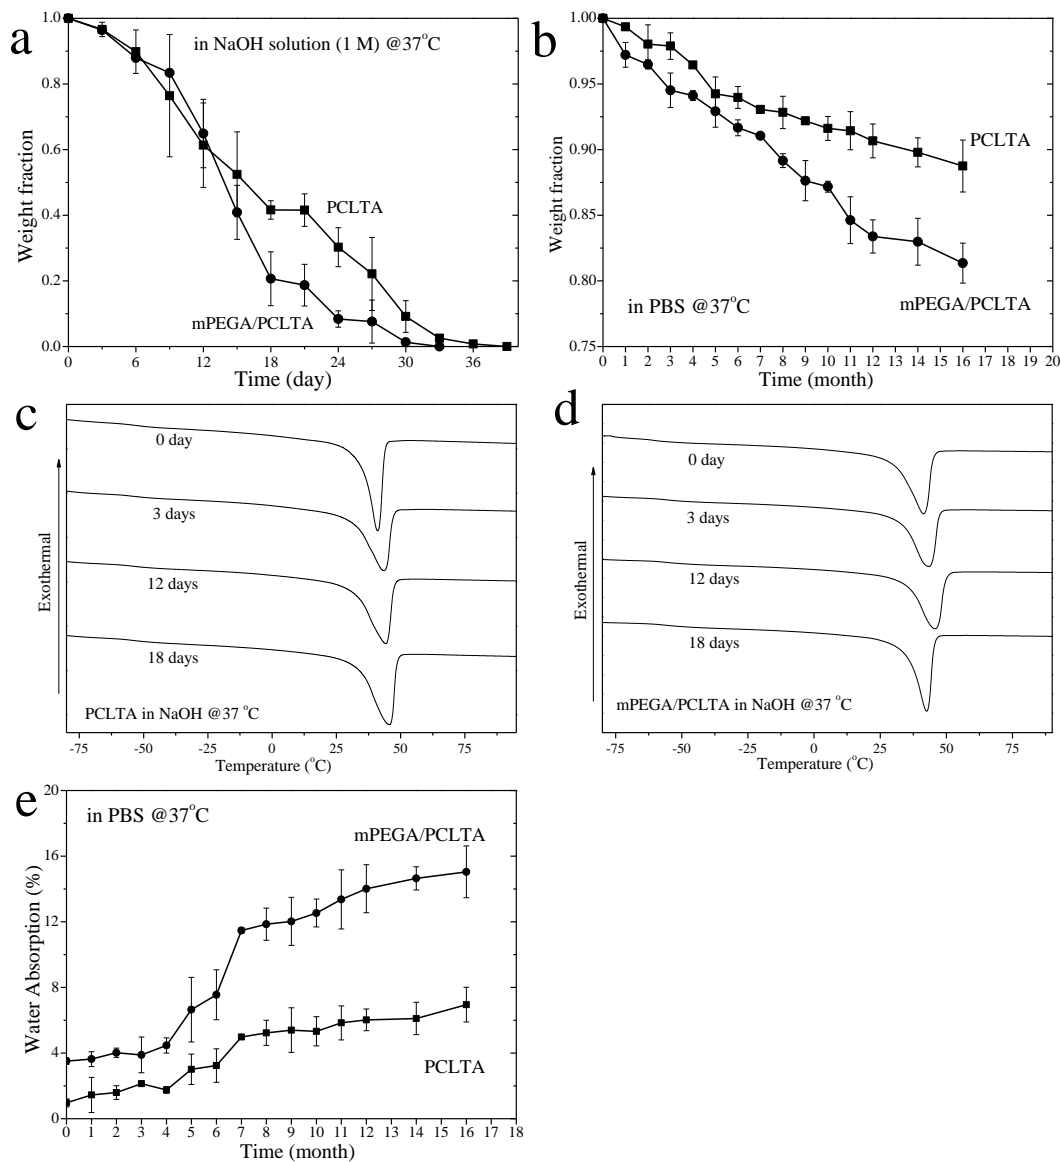 a
in NaOH solution (1 M) @37°C
1.0
0.8
0.6
0.4
0.2
0.0
Weight fraction
PCLTA
mPEGA/PCLTA
0 6 12 18 24 30 36
Time (day)
b
1.00
0.95
0.90
0.85
0.80
0.75
Weight fraction
PCLTA
mPEGA/PCLTA
in PBS @37°C
0 1 2 3 4 5 6 7 8 9 10 11 12 13 14 15 16 17 18 19 20
Time (month)
c
0 day
3 days
12 days
18 days
Exothermal
PCLTA in NaOH @37 °C
-75 -50 -25 0 25 50 75
Temperature (°C)
d
0 day
3 days
12 days
18 days
Exothermal
mPEGA/PCLTA in NaOH @37 °C
-75 -50 -25 0 25 50 75
Temperature (°C)
e
in PBS @37°C
20
16
12
8
4
0
Water Absorption (%)
mPEGA/PCLTA
PCLTA
0 1 2 3 4 5 6 7 8 9 10 11 12 13 14 15 16 17 18
Time (month)